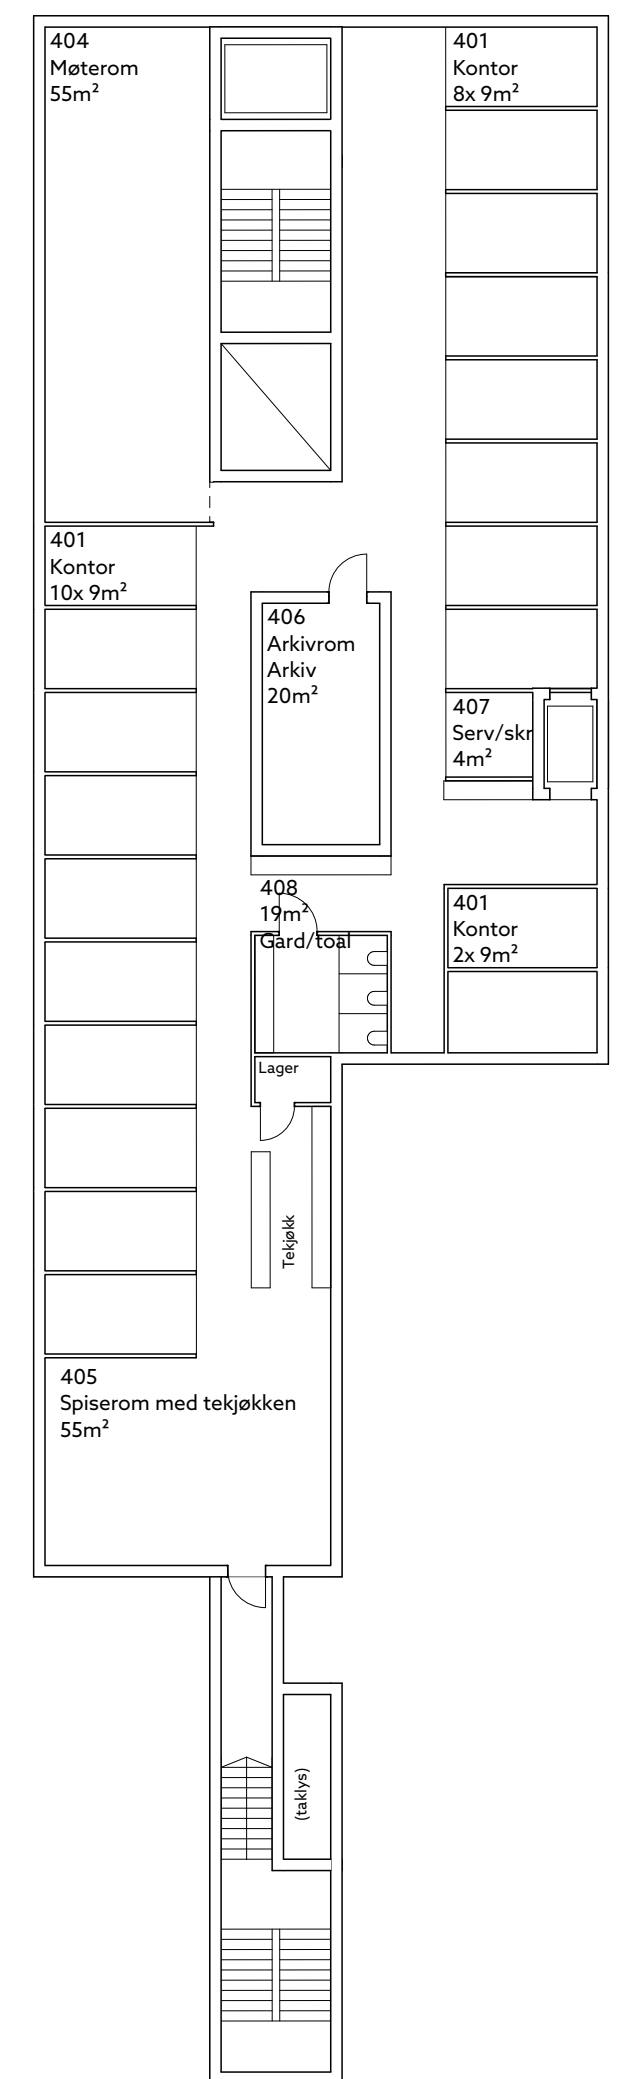 404
Møterom
55m²
401
Kontor
8x 9m²
401
Kontor
10x 9m²
406
Arkivrom
Arkiv
20m²
407
Serv/skr
4m²
408
19m²
Gard/toal
401
Kontor
2x 9m²
Lager
Tekjøkk
405
Spiserom med tekjøkken
55m²
(taklys)